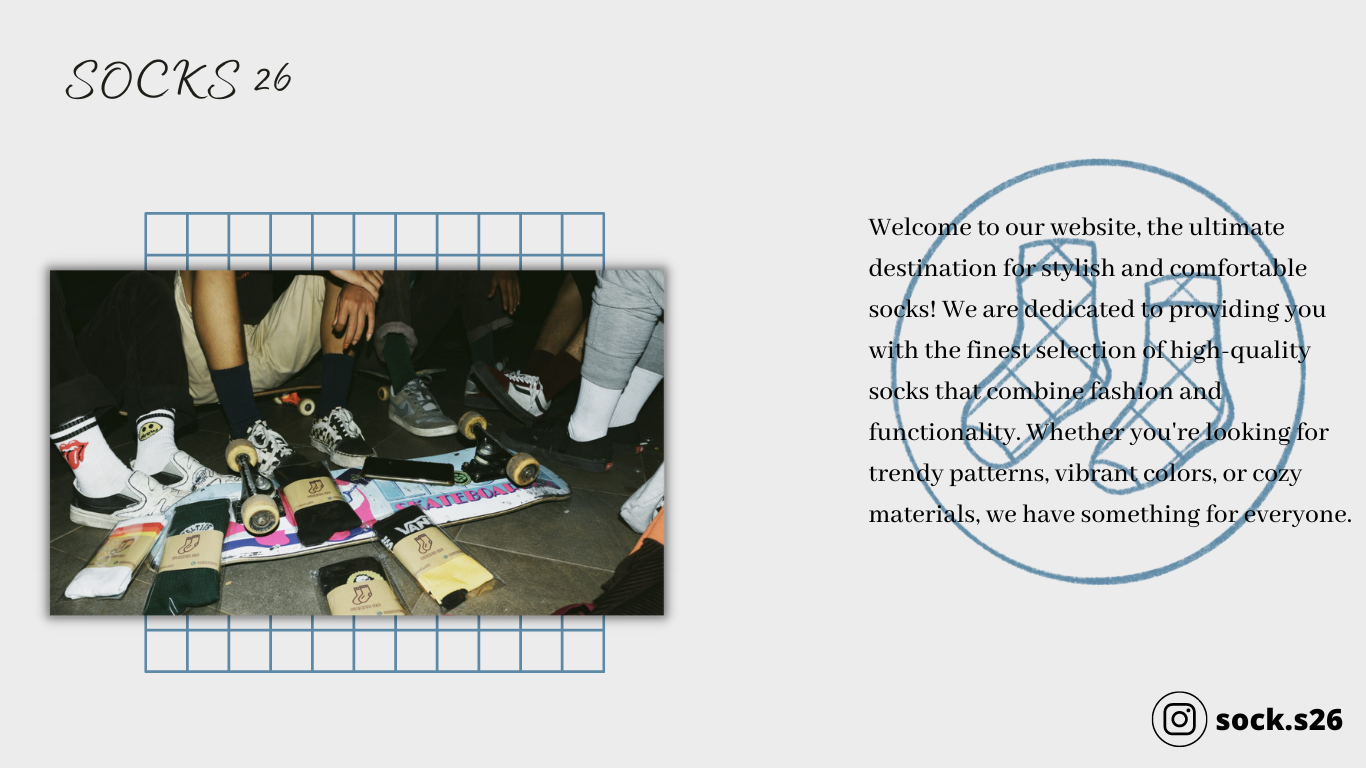 SOCKS 26
Welcome to our website, the ultimate
destination for stylish and comfortable
socks! We are dedicated to providing you
with the finest selection of high-quality
socks that combine fashion and
functionality. Whether you're looking for
trendy patterns, vibrant colors, or cozy
materials, we have something for everyone.
SKATEBOARD
VANS
sock.s26